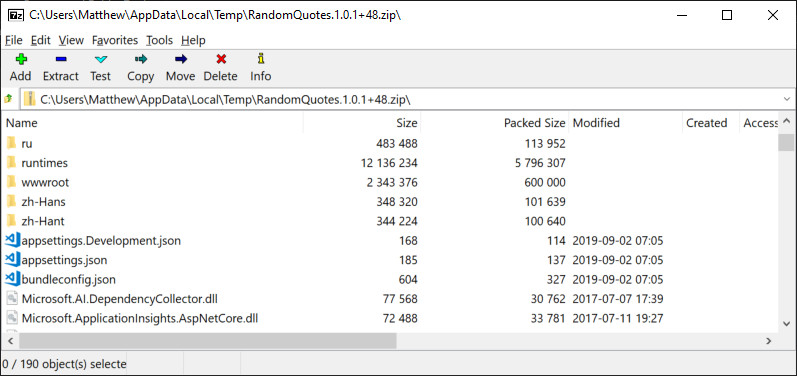 C:\Users\Matthew\AppData\Local\Temp\RandomQuotes.1.0.1+48.zip\
File Edit View Favorites Tools Help
Add Extract Test Copy Move Delete Info
C:\Users\Matthew\AppData\Local\Temp\RandomQuotes.1.0.1+48.zip\
Name Size Packed Size Modified Created Access
ru 483 488 113 952
runtimes 12 136 234 5 796 307
wwwroot 2 343 376 600 000
zh-Hans 348 320 101 639
zh-Hant 344 224 100 640
appsettings.Development.json 168 114 2019-09-02 07:05
appsettings.json 185 137 2019-09-02 07:05
bundleconfig.json 604 327 2019-09-02 07:05
Microsoft.AI.DependencyCollector.dll 77 568 30 762 2017-07-07 17:39
Microsoft.ApplicationInsights.AspNetCore.dll 72 488 33 781 2017-07-11 19:27
0 / 190 object(s) selecte